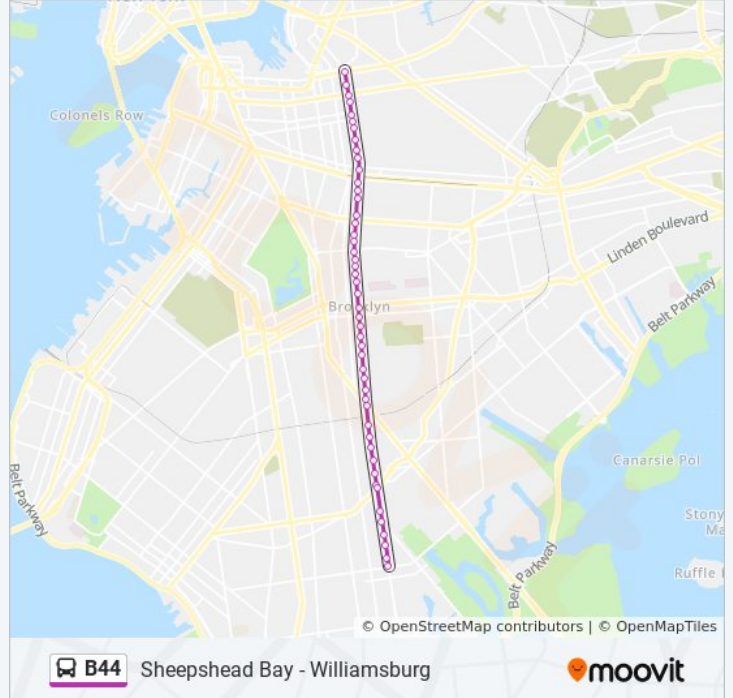 Colonels Row
Linden Boulevard
Belt Parkway
Brooklyn
Canarsie Pol
Belt Parkway
Stony
Ma
Ruffle
Belt Parkway
© OpenStreetMap contributors | © OpenMapTiles
B44 Sheepshead Bay - Williamsburg
moovit